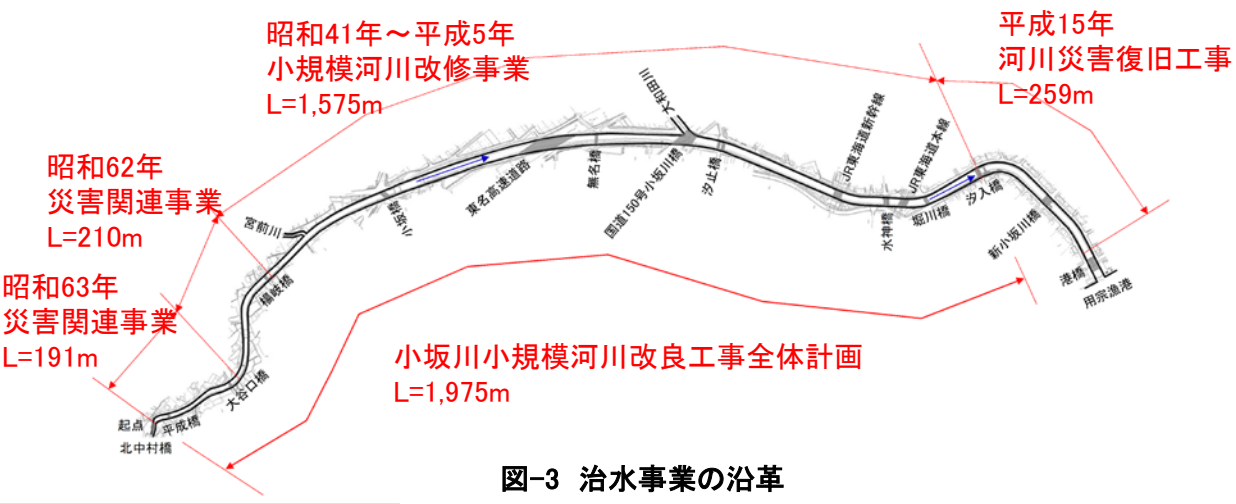 昭和41年～平成5年
小規模河川改修事業
L=1,575m
平成15年
河川災害復旧工事
L=259m
昭和62年
災害関連事業
L=210m
昭和63年
災害関連事業
L=191m
宮前川
小坂橋
東名高速道路
無名橋
国道150号小坂川橋
大和田川
汐止橋
JR東海道新幹線
JR東海道本線
水神橋
堀川橋
汐入橋
新小坂川橋
港橋
用宗漁港
楊岐橋
大谷口橋
平成橋
起点
北中村橋
小坂川小規模河川改良工事全体計画
L=1,975m
図-3 治水事業の沿革